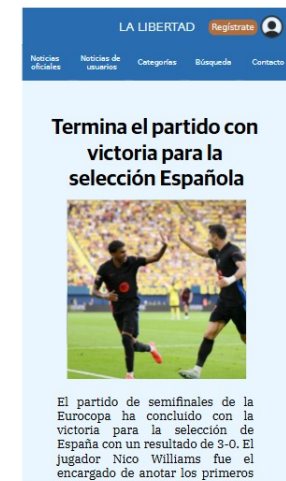 LA LIBERTAD
Regístrate
Noticias oficiales
Noticias de usuarios
Categorías
Búsqueda
Contacto
Termina el partido con
victoria para la
selección Española
El partido de semifinales de la
Eurocopa ha concluido con la
victoria para la selección de
España con un resultado de 3-0. El
jugador Nico Williams fue el
encargado de anotar los primeros